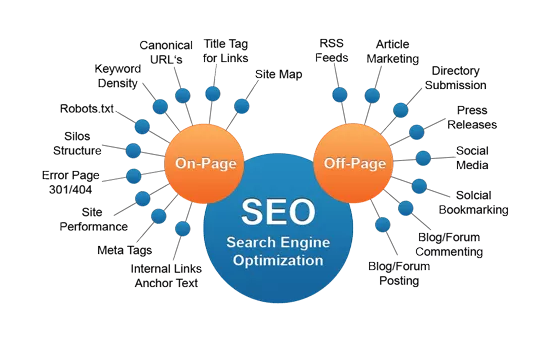 Canonical
URL's
Title Tag
for Links
Site Map
Keyword
Density
Robots.txt
Silos
Structure
Error Page
301/404
Site
Performance
Meta Tags
Internal Links
Anchor Text
On-Page
SEO
Search Engine
Optimization
Off-Page
RSS
Feeds
Article
Marketing
Directory
Submission
Press
Releases
Social
Media
Solcial
Bookmarking
Blog/Forum
Commenting
Blog/Forum
Posting